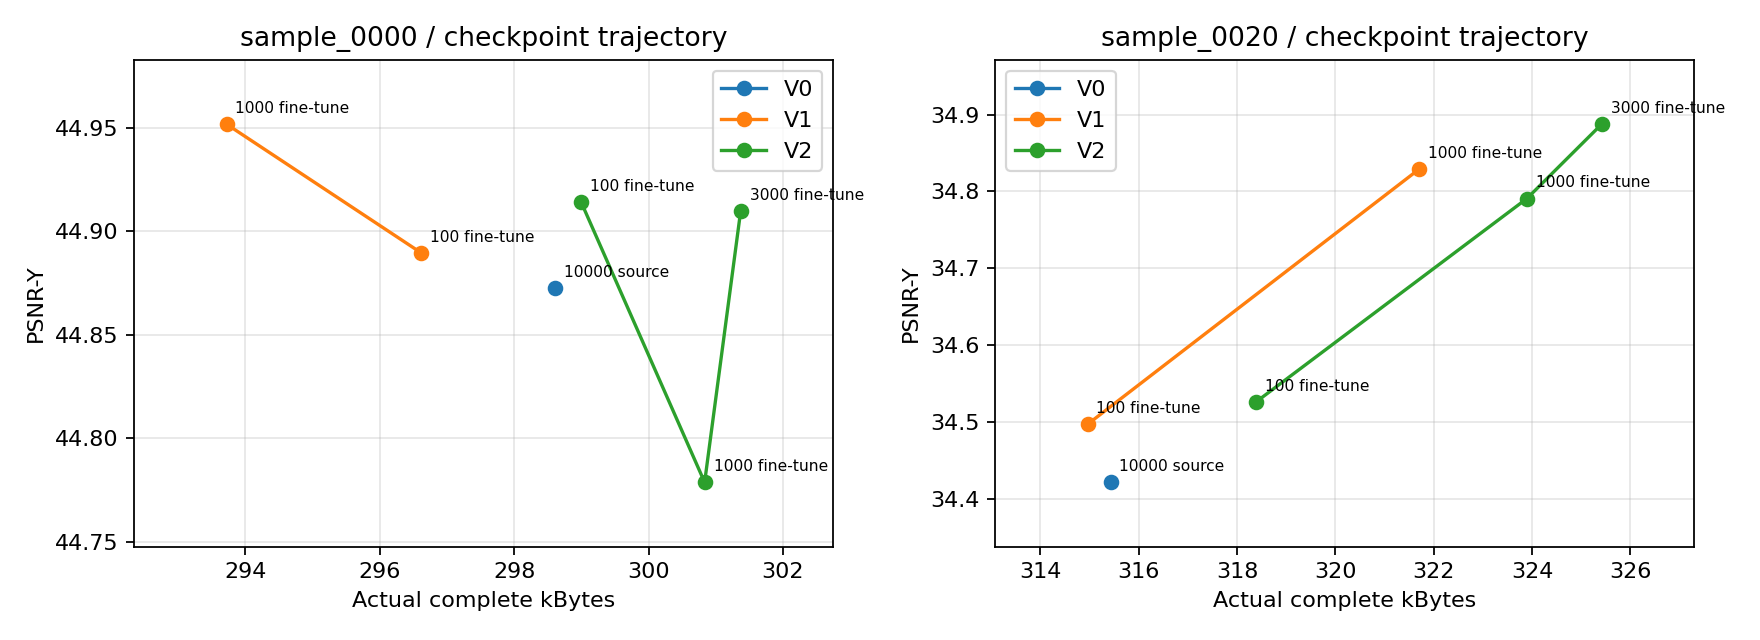 sample_0000 / checkpoint trajectory
1000 fine-tune
100 fine-tune
10000 source
100 fine-tune
3000 fine-tune
1000 fine-tune
V0
V1
V2
44.95
44.90
44.85
44.80
44.75
PSNR-Y
294
296
298
300
302
Actual complete kBytes
sample_0020 / checkpoint trajectory
V0
V1
V2
3000 fine-tune
1000 fine-tune
1000 fine-tune
100 fine-tune
100 fine-tune
10000 source
34.9
34.8
34.7
34.6
34.5
34.4
PSNR-Y
314
316
318
320
322
324
326
Actual complete kBytes